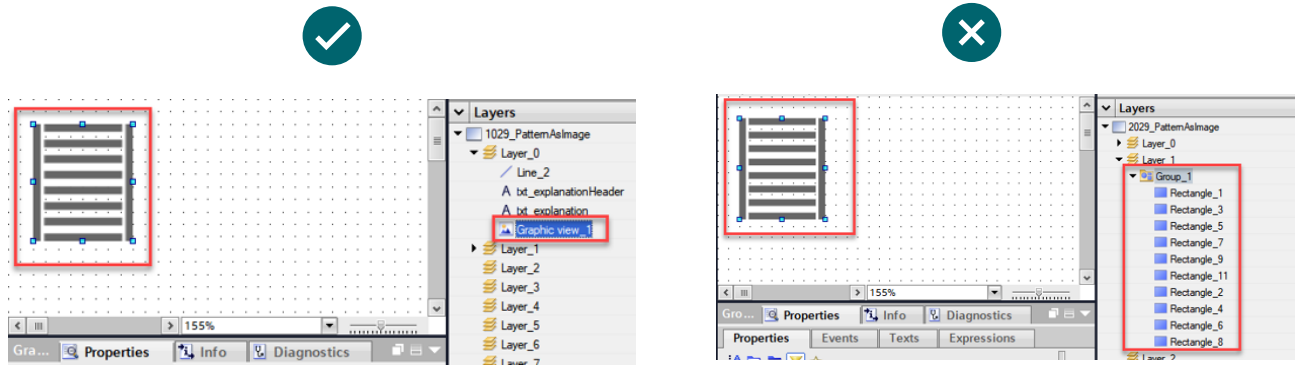 Layers
1029_PatternAsImage
Layer_0
Line_2
A txt_explanationHeader
A txt_explanation
Graphic view_1
Layer_1
Layer_2
Layer_3
Layer_4
Layer_5
Layer_6
Layer_7
155%
Gra...
Properties
Info
Diagnostics
Layers
2029_PatternAsImage
Layer_0
Layer_1
Group_1
Rectangle_1
Rectangle_3
Rectangle_5
Rectangle_7
Rectangle_9
Rectangle_11
Rectangle_2
Rectangle_4
Rectangle_6
Rectangle_8
Layer_2
155%
Gro...
Properties
Info
Diagnostics
Properties
Events
Texts
Expressions